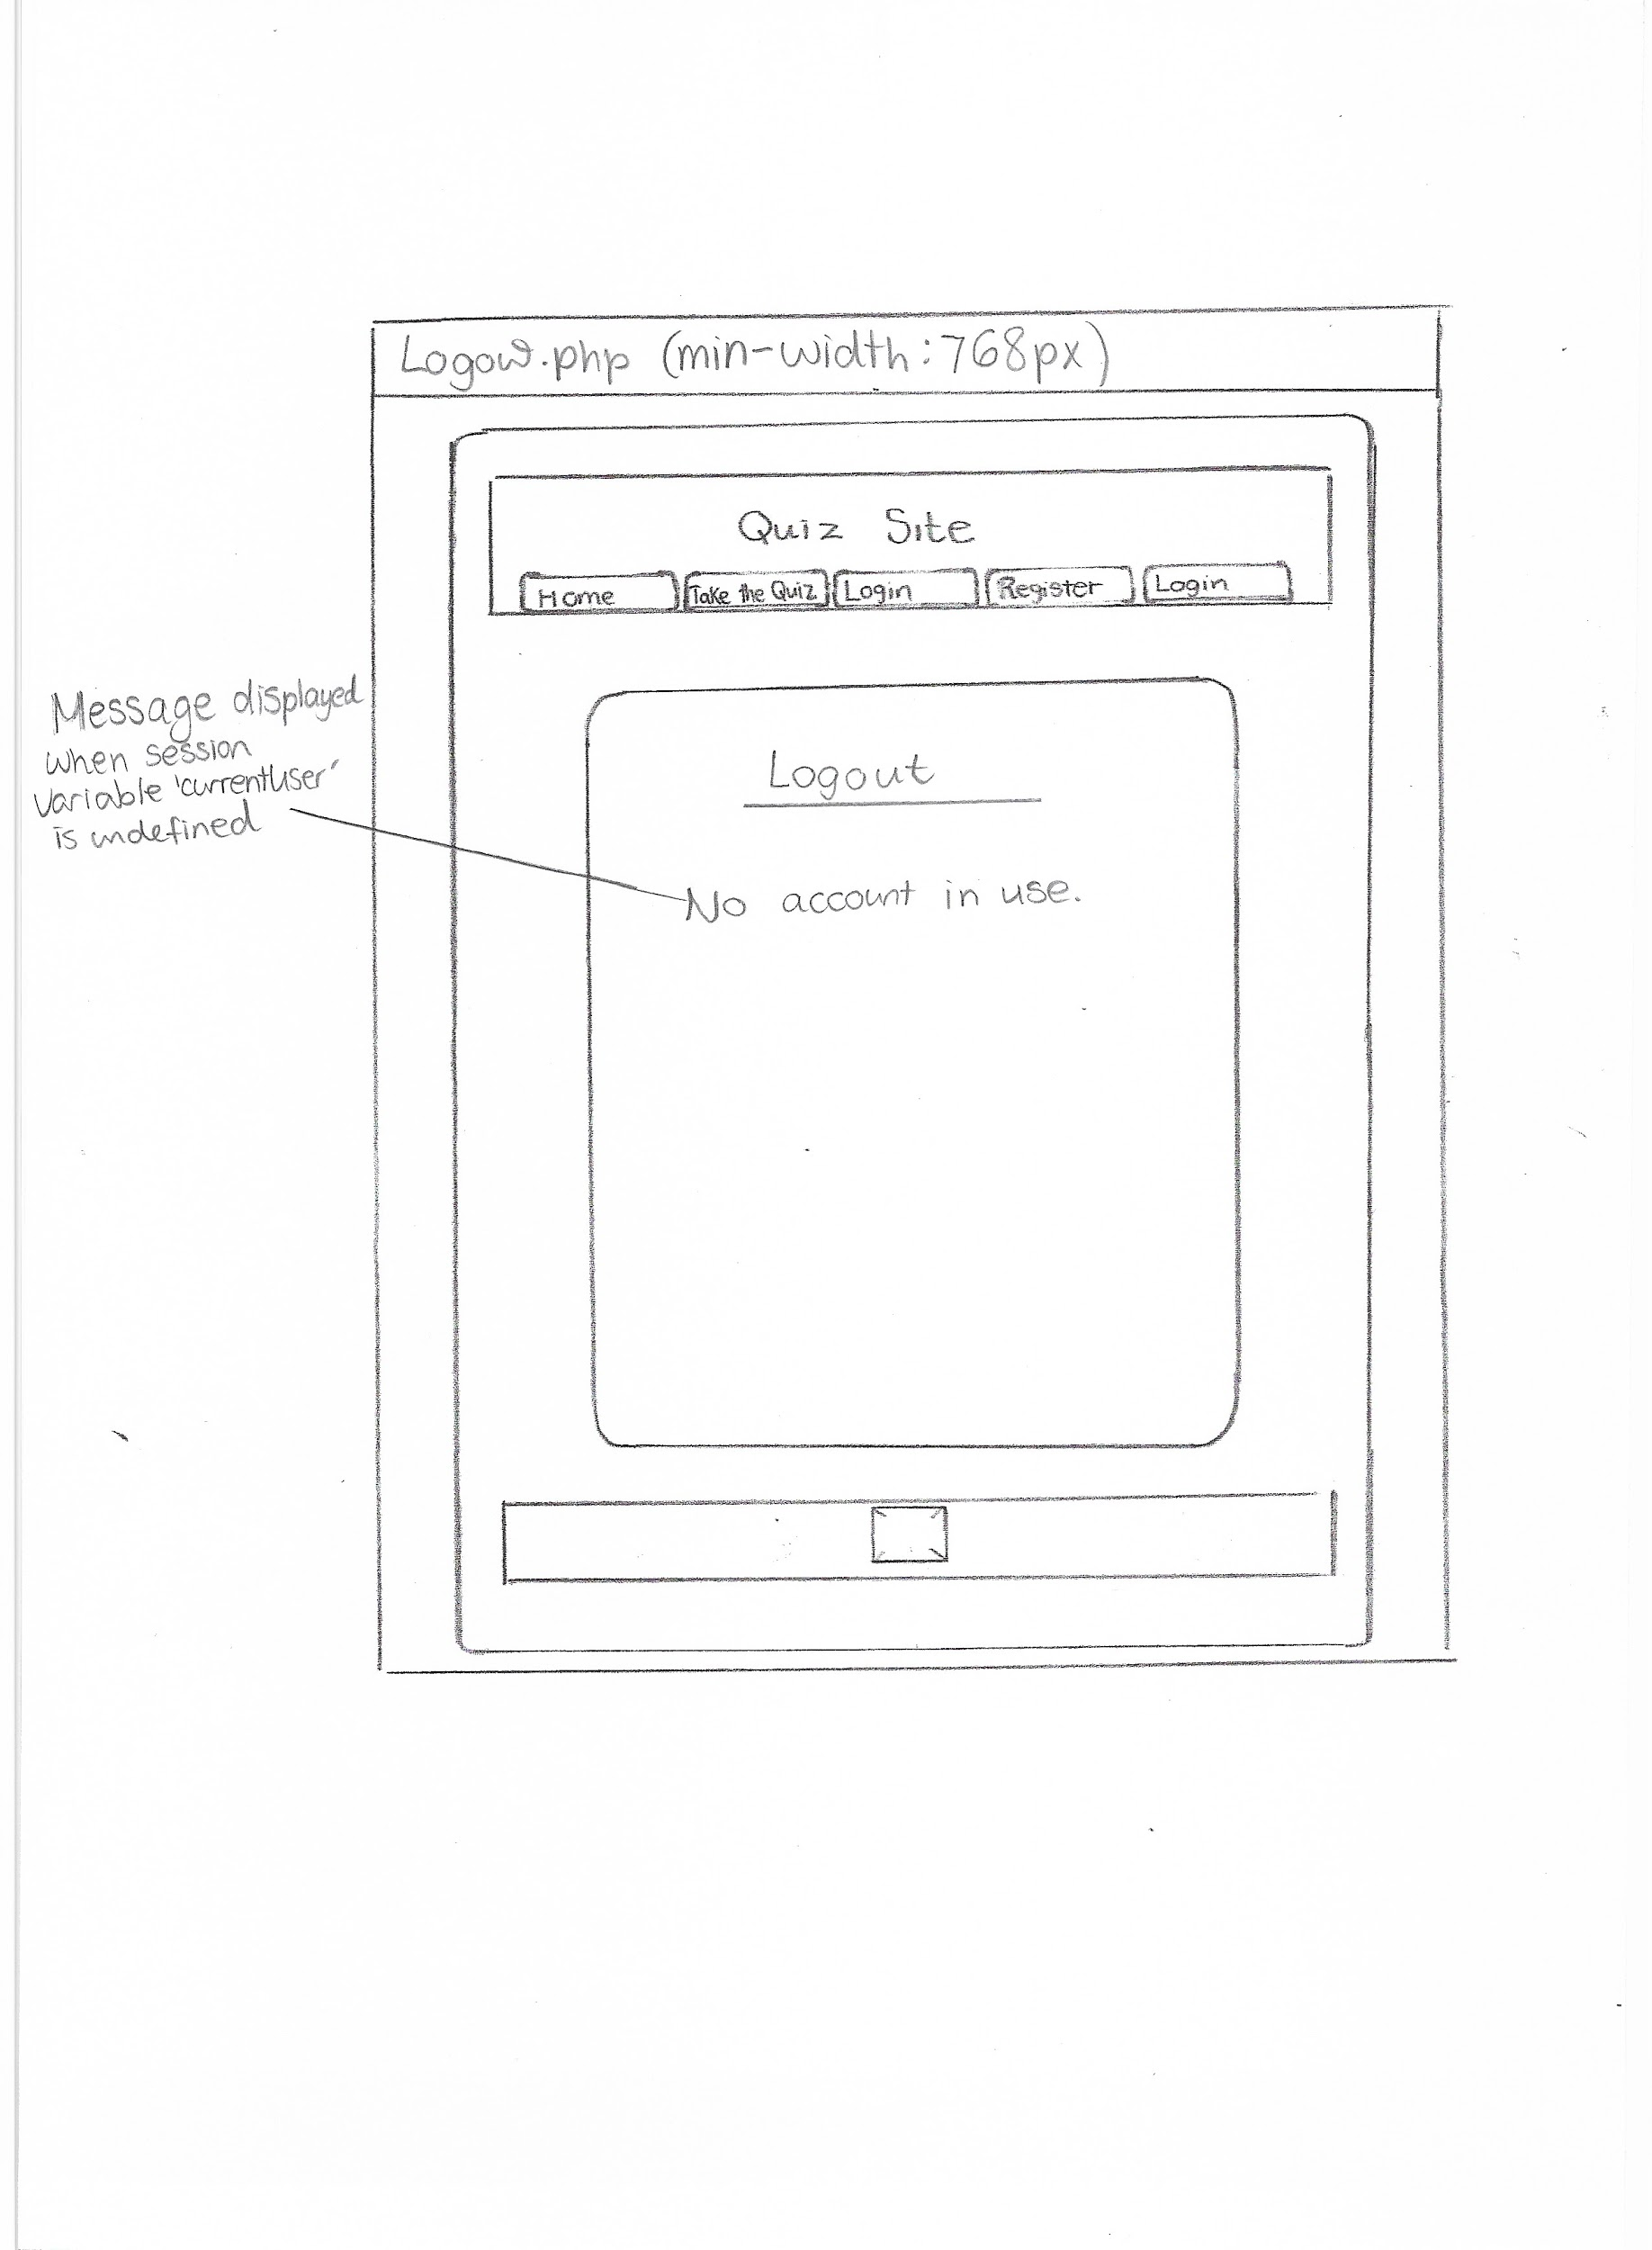 Logout.php (min-width:768px)
Quiz Site
Home
Take the Quiz
Login
Register
Login
Message displayed
when session
variable 'currentUser'
is undefined
Logout
No account in use.